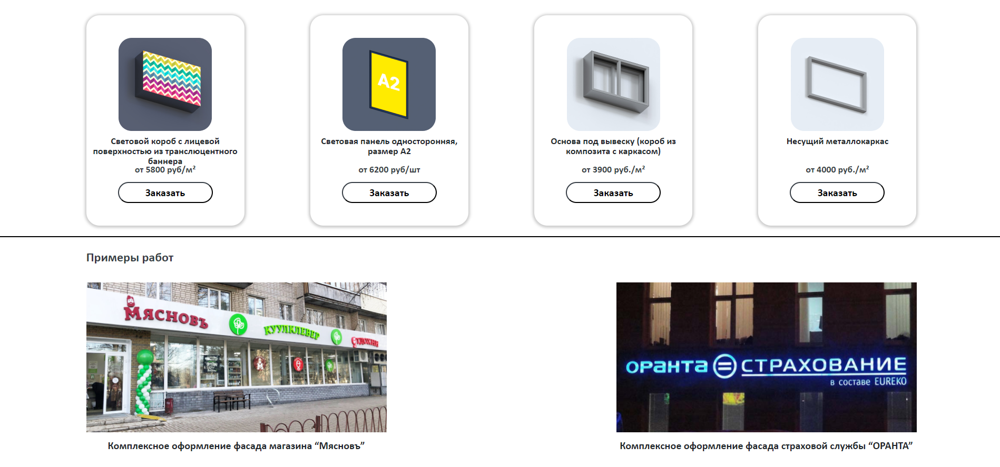 A2
Световой короб с лицевой
поверхностью из транслюцентного
баннера
от 5800 руб/м²
Заказать
Световая панель односторонняя,
размер А2
от 6200 руб/шт
Заказать
Основа под вывеску (короб из
композита с каркасом)
от 3900 руб./м²
Заказать
Несущий металлокаркас
от 4000 руб./м²
Заказать
Примеры работ
Мясновъ
КУУЛКЛЕВЕР
Отдохни
Комплексное оформление фасада магазина “Мясновъ”
оранта = СТРАХОВАНИЕ
в составе EUREKO
Комплексное оформление фасада страховой службы “ОРАНТА”